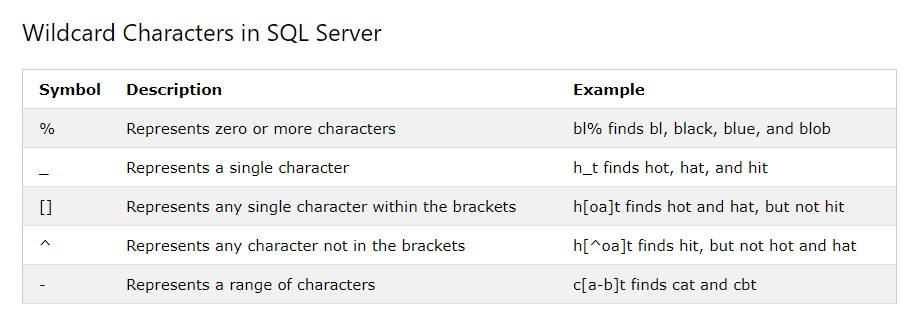 Wildcard Characters in SQL Server
Symbol Description Example
% Represents zero or more characters bl% finds bl, black, blue, and blob
_ Represents a single character h_t finds hot, hat, and hit
[] Represents any single character within the brackets h[oa]t finds hot and hat, but not hit
^ Represents any character not in the brackets h[^oa]t finds hit, but not hot and hat
- Represents a range of characters c[a-b]t finds cat and cbt